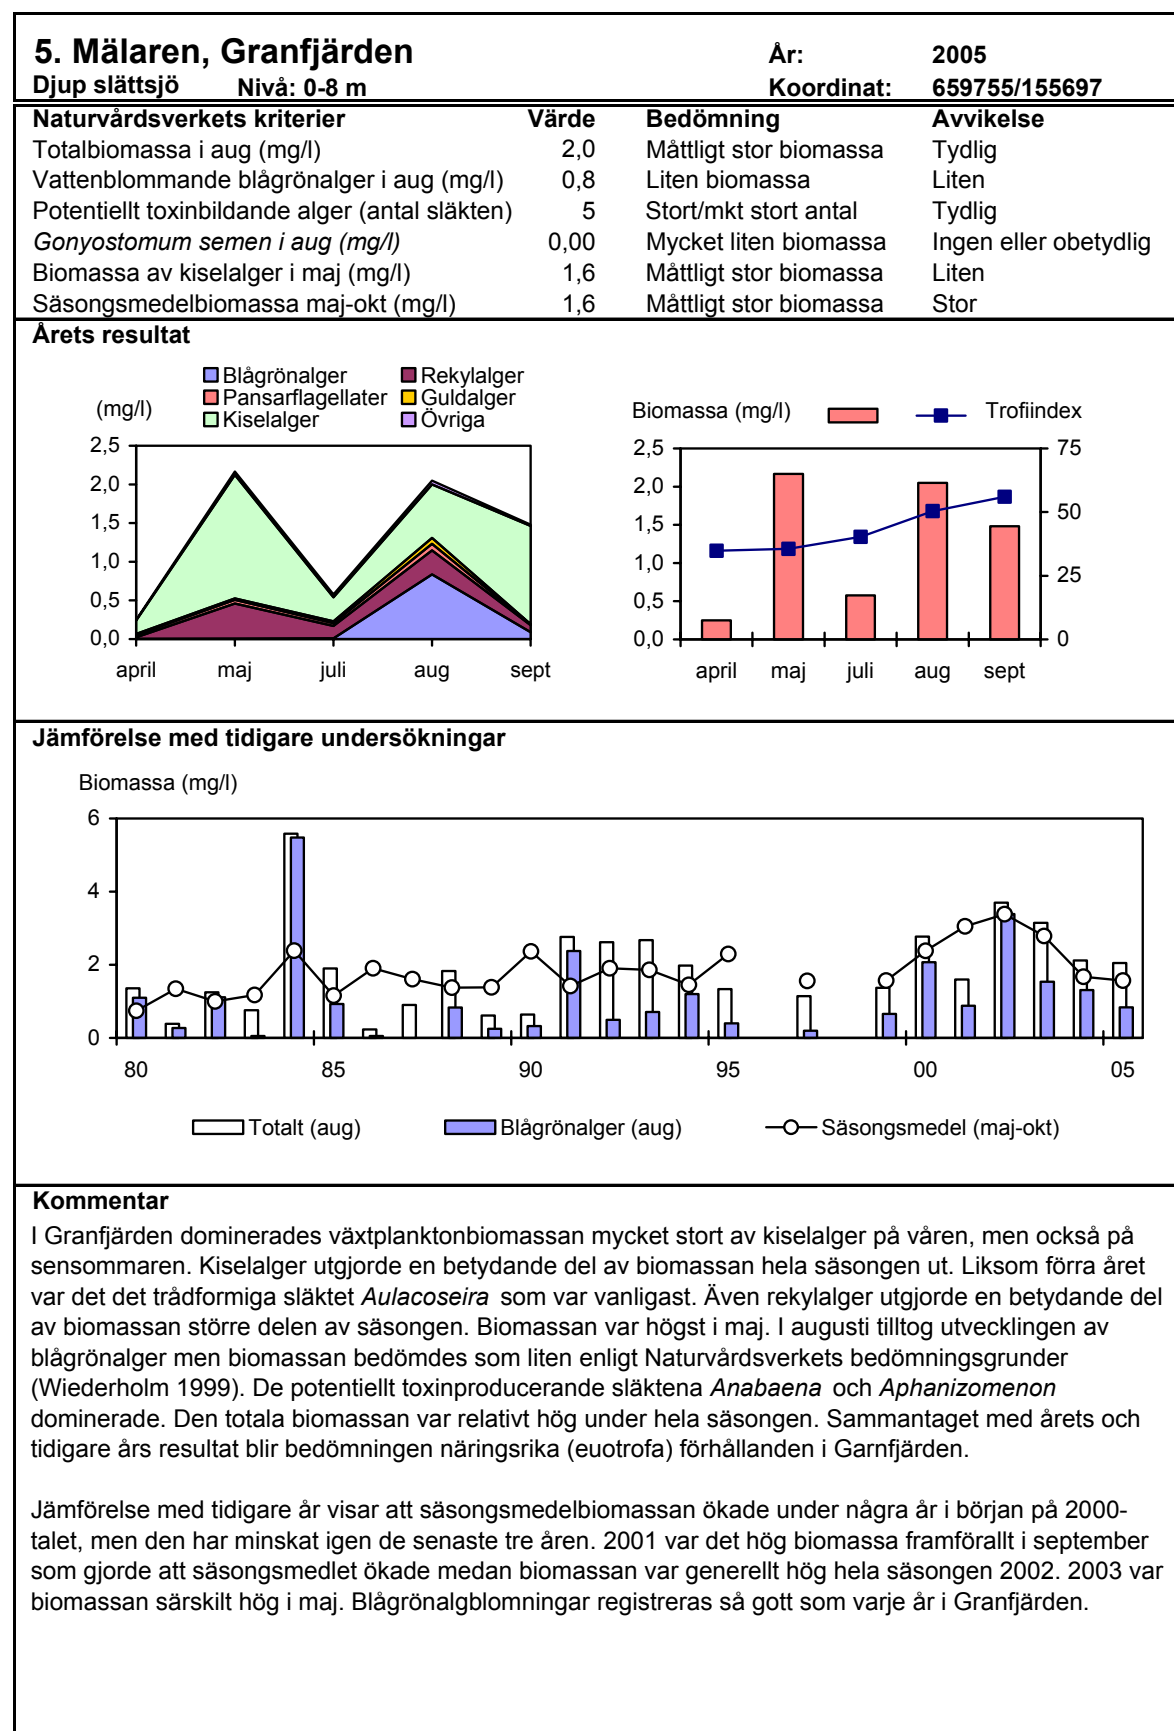 5. Mälaren, Granfjärden År: 2005
Djup slättsjö Nivå: 0-8 m Koordinat: 659755/155697
Naturvårdsverkets kriterier Värde Bedömning Avvikelse
Totalbiomassa i aug (mg/l) 2,0 Måttligt stor biomassa Tydlig
Vattenblommande blågrönalger i aug (mg/l) 0,8 Liten biomassa Liten
Potentiellt toxinbildande alger (antal släkten) 5 Stort/mkt stort antal Tydlig
Gonyostomum semen i aug (mg/l) 0,00 Mycket liten biomassa Ingen eller obetydlig
Biomassa av kiselalger i maj (mg/l) 1,6 Måttligt stor biomassa Liten
Säsongsmedelbiomassa maj-okt (mg/l) 1,6 Måttligt stor biomassa Stor
Årets resultat
Blågrönalger Rekylalger
Pansarflagellater Guldalger
Kiselalger Övriga
(mg/l)
2,5
2,0
1,5
1,0
0,5
0,0
april maj juli aug sept
Biomassa (mg/l) Trofiindex
2,5 75
2,0
1,5 50
1,0
0,5 25
0,0 0
april maj juli aug sept
Jämförelse med tidigare undersökningar
Biomassa (mg/l)
6
4
2
0
80 85 90 95 00 05
Totalt (aug) Blågrönalger (aug) Säsongsmedel (maj-okt)
Kommentar
I Granfjärden dominerades växtplanktonbiomassan mycket stort av kiselalger på våren, men också på
sensommaren. Kiselalger utgjorde en betydande del av biomassan hela säsongen ut. Liksom förra året
var det det trådformiga släktet Aulacoseira som var vanligast. Även rekylalger utgjorde en betydande del
av biomassan större delen av säsongen. Biomassan var högst i maj. I augusti tilltog utvecklingen av
blågrönalger men biomassan bedömdes som liten enligt Naturvårdsverkets bedömningsgrunder
(Wiederholm 1999). De potentiellt toxinproducerande släktena Anabaena och Aphanizomenon
dominerade. Den totala biomassan var relativt hög under hela säsongen. Sammantaget med årets och
tidigare års resultat blir bedömningen näringsrika (euotrofa) förhållanden i Garnfjärden.
Jämförelse med tidigare år visar att säsongsmedelbiomassan ökade under några år i början på 2000-
talet, men den har minskat igen de senaste tre åren. 2001 var det hög biomassa framförallt i september
som gjorde att säsongsmedlet ökade medan biomassan var generellt hög hela säsongen 2002. 2003 var
biomassan särskilt hög i maj. Blågrönalgblomningar registreras så gott som varje år i Granfjärden.